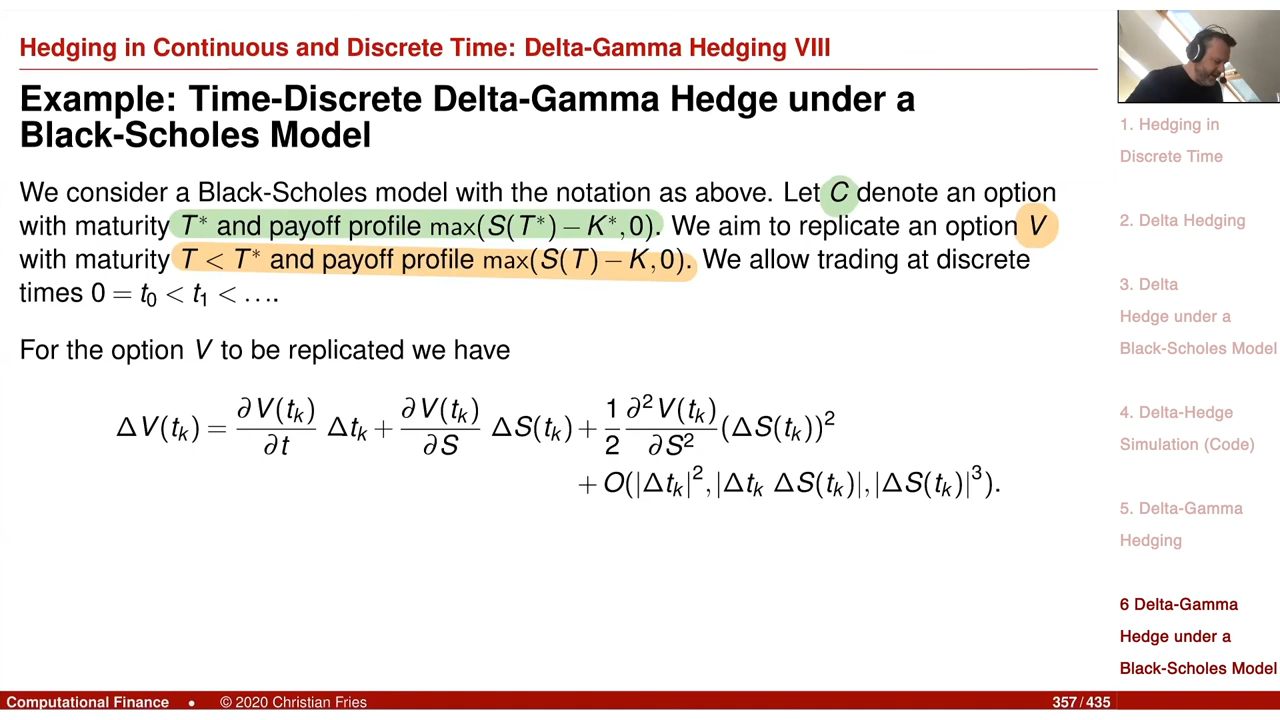 Hedging in Continuous and Discrete Time: Delta-Gamma Hedging VIII
Example: Time-Discrete Delta-Gamma Hedge under a
Black-Scholes Model
We consider a Black-Scholes model with the notation as above. Let C denote an option
with maturity T* and payoff profile max(S(T*) − K*, 0). We aim to replicate an option V
with maturity T < T* and payoff profile max(S(T) − K, 0). We allow trading at discrete
times 0 = t₀ < t₁ < ….
For the option V to be replicated we have
ΔV(tₖ) = ∂V(tₖ)/∂t Δtₖ + ∂V(tₖ)/∂S ΔS(tₖ) + 1/2 ∂²V(tₖ)/∂S² (ΔS(tₖ))²
+ O(|Δtₖ|², |Δtₖ ΔS(tₖ)|, |ΔS(tₖ)|³).
1. Hedging in
Discrete Time
2. Delta Hedging
3. Delta
Hedge under a
Black-Scholes Model
4. Delta-Hedge
Simulation (Code)
5. Delta-Gamma
Hedging
6 Delta-Gamma
Hedge under a
Black-Scholes Model
Computational Finance • © 2020 Christian Fries 357/435